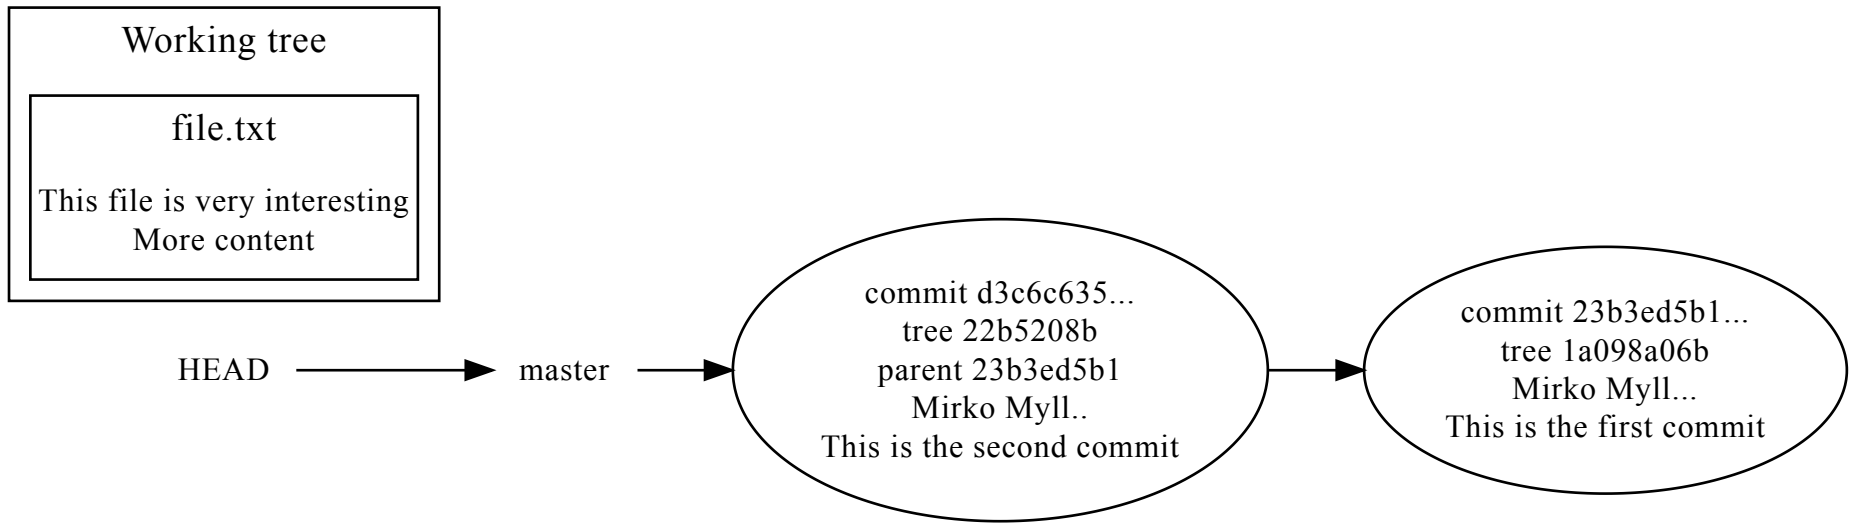 Working tree
file.txt
This file is very interesting
More content
HEAD
master
commit d3c6c635...
tree 22b5208b
parent 23b3ed5b1
Mirko Myll..
This is the second commit
commit 23b3ed5b1...
tree 1a098a06b
Mirko Myll...
This is the first commit